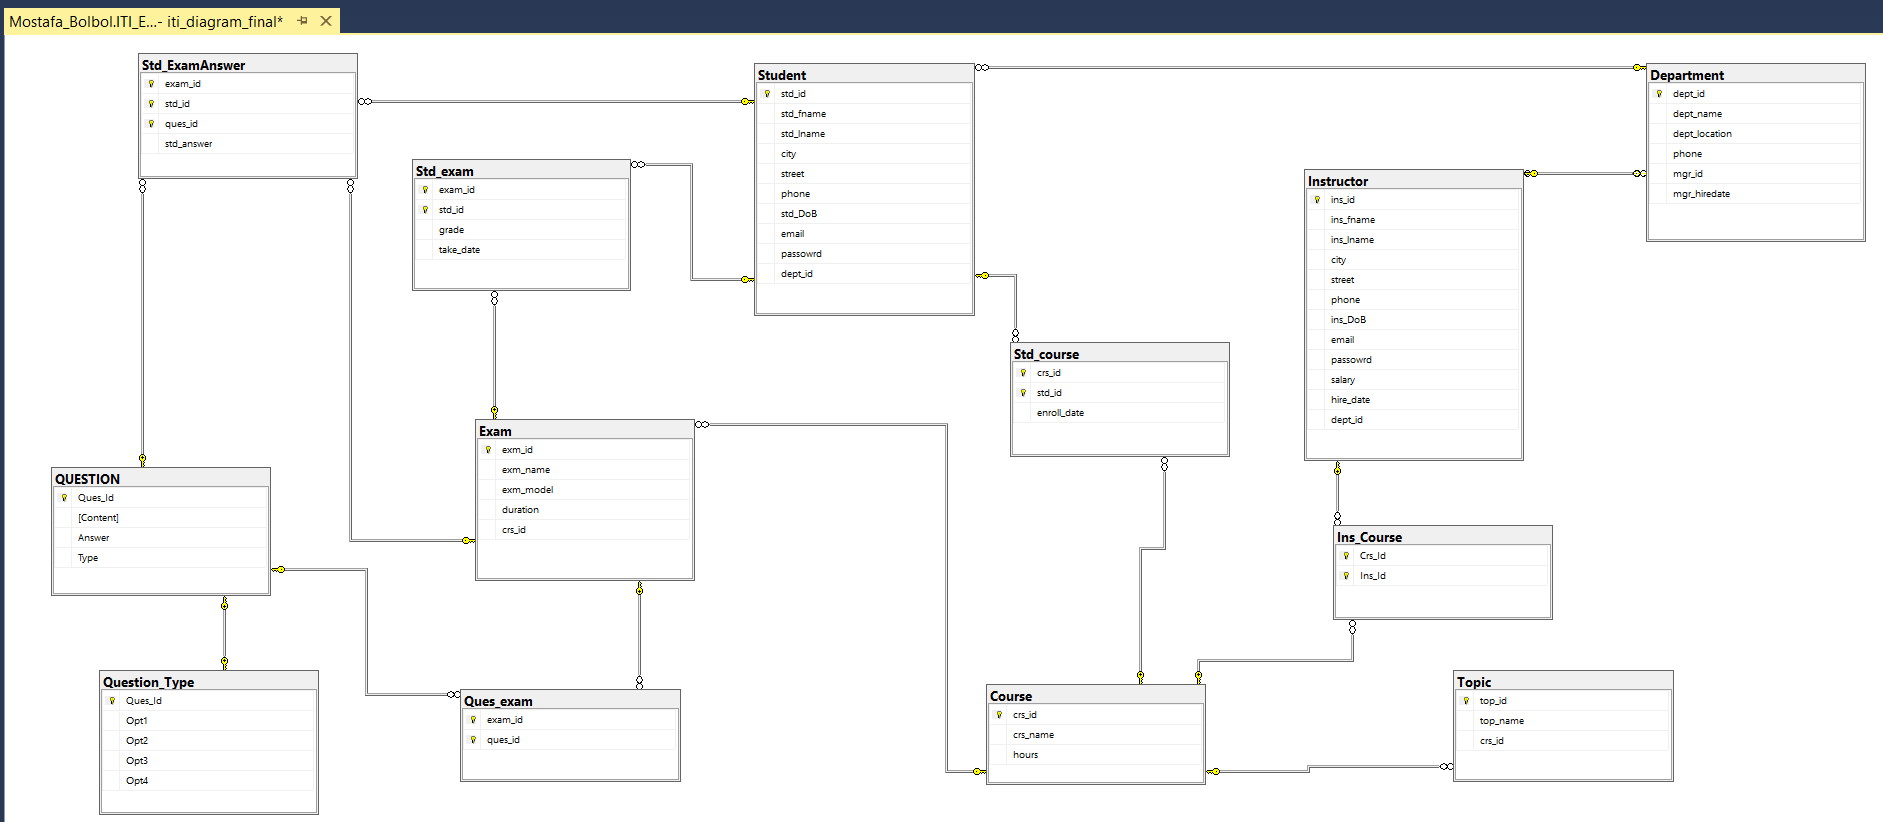 Mostafa_Bolbol.ITI_E...- iti_diagram_final*
Std_ExamAnswer
exam_id
std_id
ques_id
std_answer
Std_exam
exam_id
std_id
grade
take_date
Student
std_id
std_fname
std_lname
city
street
phone
std_DoB
email
passowrd
dept_id
Department
dept_id
dept_name
dept_location
phone
mgr_id
mgr_hiredate
Instructor
ins_id
ins_fname
ins_lname
city
street
phone
ins_DoB
email
passowrd
salary
hire_date
dept_id
Std_course
crs_id
std_id
enroll_date
Exam
exm_id
exm_name
exm_model
duration
crs_id
QUESTION
Ques_Id
[Content]
Answer
Type
Ins_Course
Crs_Id
Ins_Id
Question_Type
Ques_Id
Opt1
Opt2
Opt3
Opt4
Ques_exam
exam_id
ques_id
Course
crs_id
crs_name
hours
Topic
top_id
top_name
crs_id